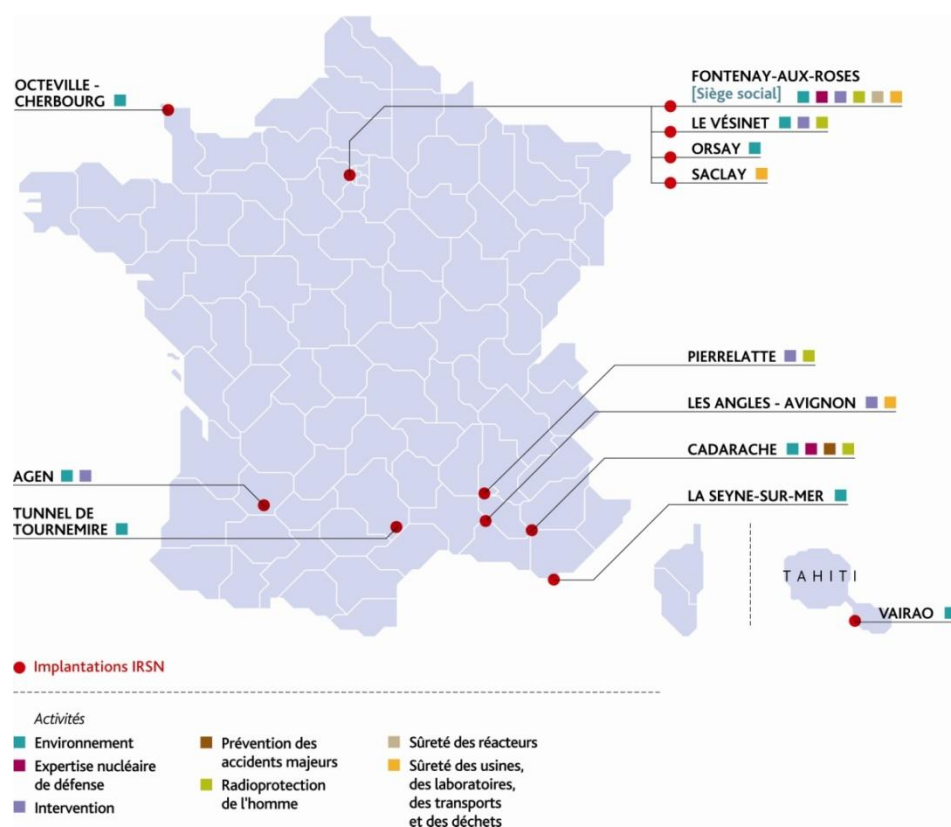 OCTEVILLE -
CHERBOURG
FONTENAY-AUX-ROSES
[Siège social]
LE VÉSINET
ORSAY
SACLAY
PIERRELATTE
LES ANGLES - AVIGNON
CADARACHE
LA SEYNE-SUR-MER
AGEN
TUNNEL DE
TOURNEMIRE
TAHITI
VAIRAO
Implantations IRSN
Activités
Environnement
Expertise nucléaire
de défense
Intervention
Prévention des
accidents majeurs
Radioprotection
de l'homme
Sûreté des réacteurs
Sûreté des usines,
des laboratoires,
des transports
et des déchets